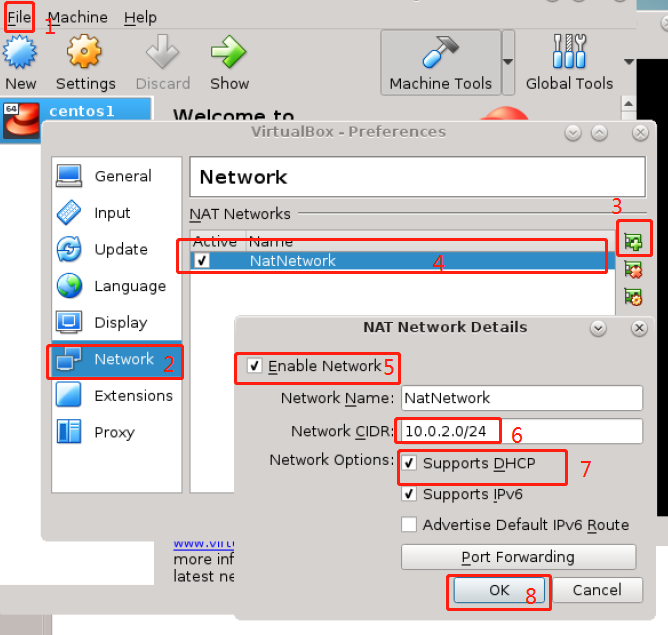 File Machine Help
1
New Settings Discard Show Machine Tools Global Tools
64 centos1
Welcome to
VirtualBox - Preferences
General
Input
Update
Language
Display
Network 2
Extensions
Proxy
Network
NAT Networks
3
Active Name
NatNetwork
4
NAT Network Details
Enable Network 5
Network Name: NatNetwork
Network CIDR: 10.0.2.0/24
6
Network Options: Supports DHCP
7
Supports IPv6
Advertise Default IPv6 Route
Port Forwarding
OK 8 Cancel
more inf
latest ne